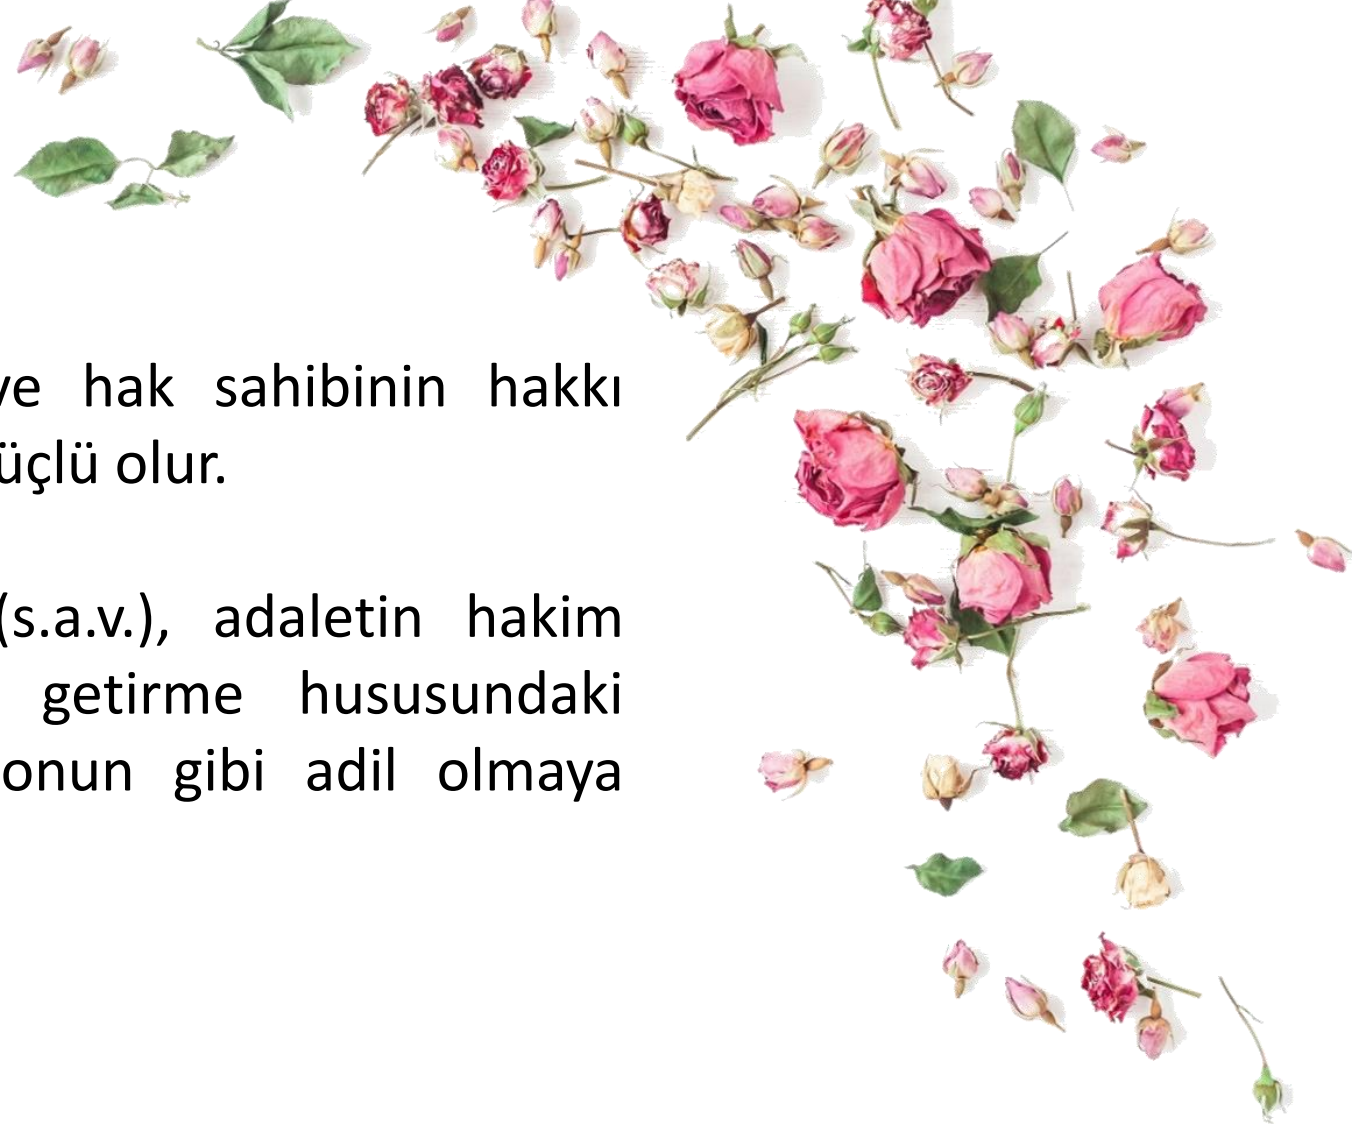 ve hak sahibinin hakkı
üçlü olur.
(s.a.v.), adaletin hakim
getirme hususundaki
onun gibi adil olmaya